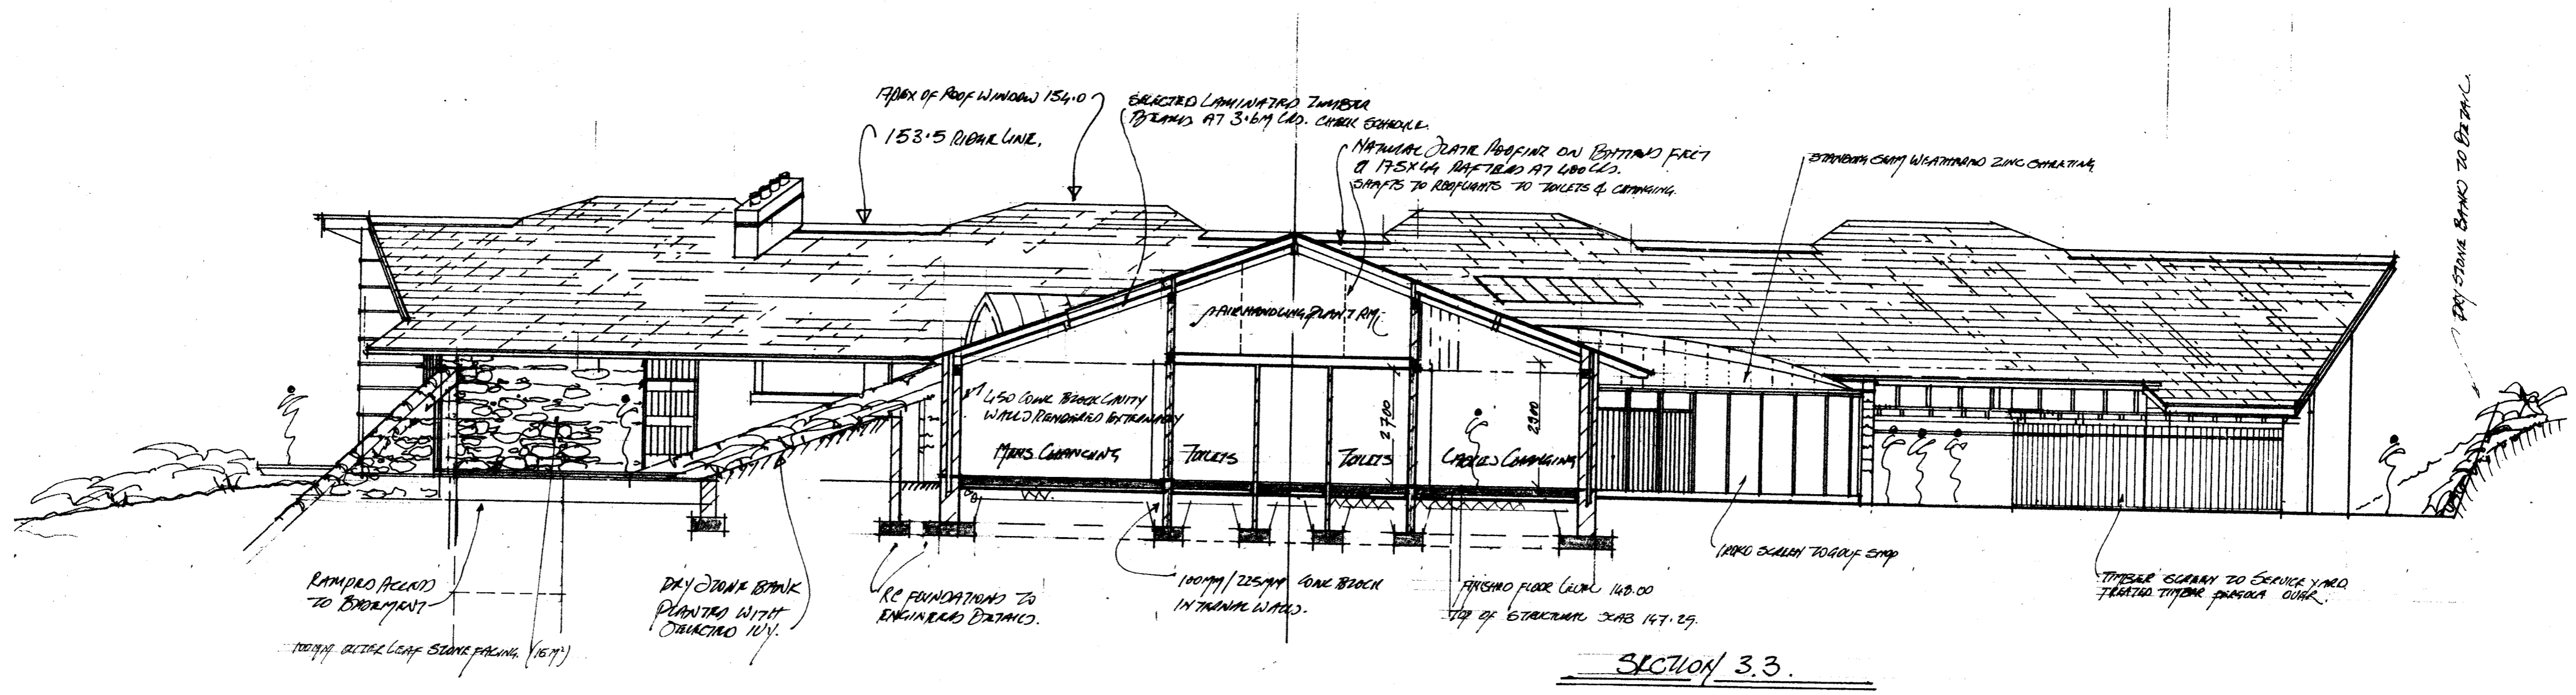 APEX OF ROOF WINDOW 154.0
153.5 RIDGE LINE.
SELECTED LAMINATED TIMBER
BEAMS AT 3.6M CRS. CHECK SCHEDULE.
NATURAL SLATE ROOFING ON BATTENS FELT
& 175X44 RAFTERS AT 400 CRS.
SHAFTS TO ROOFLIGHTS TO TOILETS & CHANGING.
STANDING SEAM WEATHERED ZINC SHEETING
DRY STONE BANKS TO DETAIL.
AIR HANDLING PLANT RM.
450 CONC BLOCK CAVITY
WALLS RENDERED EXTERNALLY
2700
2900
MENS CHANGING
TOILETS
TOILETS
LADIES CHANGING
RAMPED ACCESS
TO BASEMENT
100MM OUTER LEAF STONE FACING. (15M²)
DRY STONE BANK
PLANTED WITH
SELECTED IVY.
RC FOUNDATIONS TO
ENGINEERS DETAILS.
100MM/225MM CONC BLOCK
INTERNAL WALLS.
FINISHED FLOOR LEVEL 148.00
TOP OF STRUCTURAL SLAB 147.29.
IROKO SCREEN TO GOLF SHOP
TIMBER SCREEN TO SERVICE YARD
TREATED TIMBER PERGOLA OVER.
SECTION 3.3.